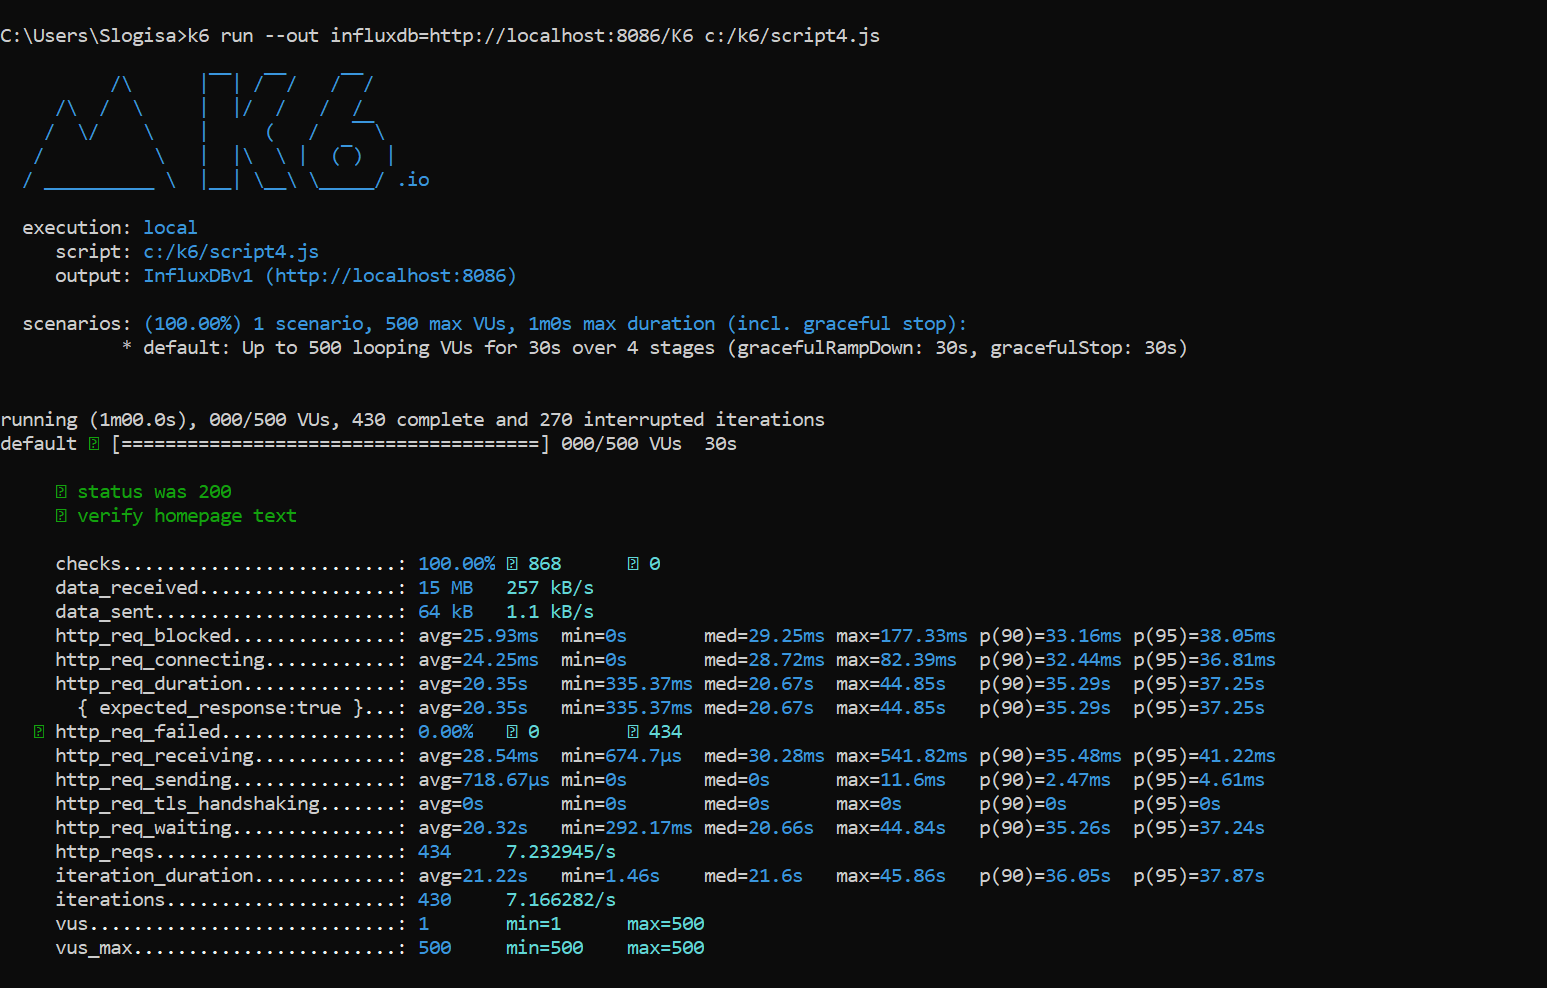 C:\Users\Slogisa>k6 run --out influxdb=http://localhost:8086/K6 c:/k6/script4.js
.io
execution: local
script: c:/k6/script4.js
output: InfluxDBv1 (http://localhost:8086)
scenarios: (100.00%) 1 scenario, 500 max VUs, 1m0s max duration (incl. graceful stop):
* default: Up to 500 looping VUs for 30s over 4 stages (gracefulRampDown: 30s, gracefulStop: 30s)
running (1m00.0s), 000/500 VUs, 430 complete and 270 interrupted iterations
default ⍰ [======================================] 000/500 VUs  30s
⍰ status was 200
⍰ verify homepage text
checks.........................: 100.00% ⍰ 868      ⍰ 0
data_received..................: 15 MB   257 kB/s
data_sent......................: 64 kB   1.1 kB/s
http_req_blocked...............: avg=25.93ms  min=0s       med=29.25ms max=177.33ms p(90)=33.16ms p(95)=38.05ms
http_req_connecting............: avg=24.25ms  min=0s       med=28.72ms max=82.39ms  p(90)=32.44ms p(95)=36.81ms
http_req_duration..............: avg=20.35s   min=335.37ms med=20.67s  max=44.85s   p(90)=35.29s  p(95)=37.25s
{ expected_response:true }...: avg=20.35s   min=335.37ms med=20.67s  max=44.85s   p(90)=35.29s  p(95)=37.25s
⍰ http_req_failed................: 0.00%   ⍰ 0        ⍰ 434
http_req_receiving.............: avg=28.54ms  min=674.7µs  med=30.28ms max=541.82ms p(90)=35.48ms p(95)=41.22ms
http_req_sending...............: avg=718.67µs min=0s       med=0s      max=11.6ms   p(90)=2.47ms  p(95)=4.61ms
http_req_tls_handshaking.......: avg=0s       min=0s       med=0s      max=0s       p(90)=0s      p(95)=0s
http_req_waiting...............: avg=20.32s   min=292.17ms med=20.66s  max=44.84s   p(90)=35.26s  p(95)=37.24s
http_reqs......................: 434     7.232945/s
iteration_duration.............: avg=21.22s   min=1.46s    med=21.6s   max=45.86s   p(90)=36.05s  p(95)=37.87s
iterations.....................: 430     7.166282/s
vus............................: 1       min=1      max=500
vus_max........................: 500     min=500    max=500